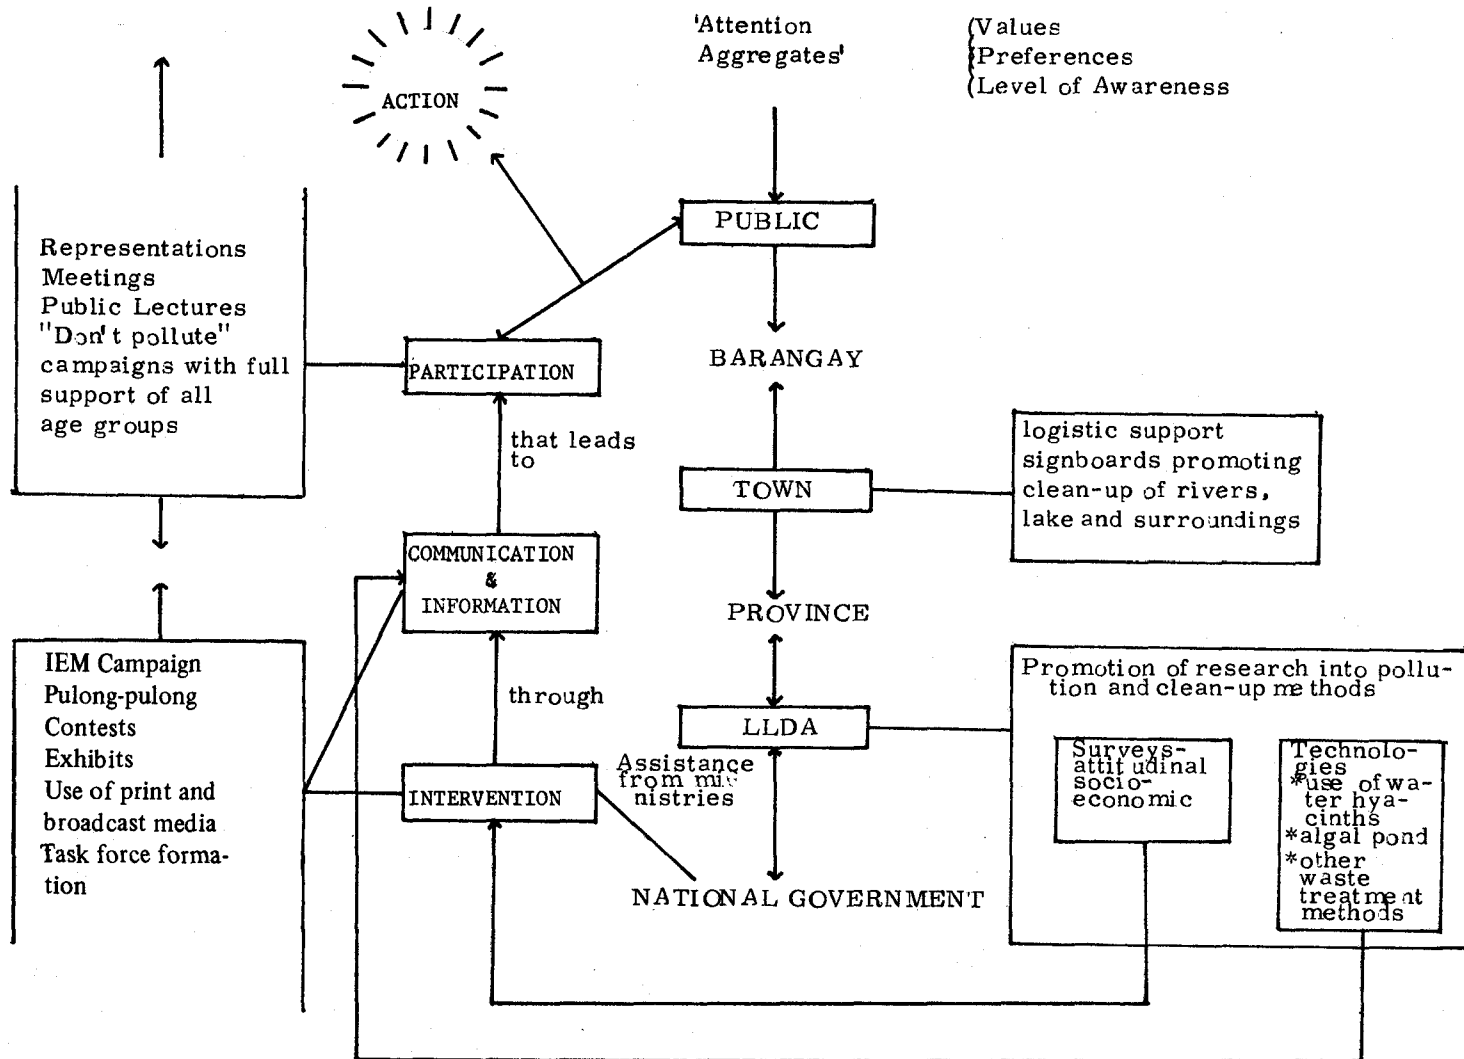 'Attention
Aggregates'
(Values
(Preferences
(Level of Awareness
ACTION
PUBLIC
Representations
Meetings
Public Lectures
"Don't pollute"
campaigns with full
support of all
age groups
PARTICIPATION
BARANGAY
that leads
to
TOWN
logistic support
signboards promoting
clean-up of rivers,
lake and surroundings
COMMUNICATION
&
INFORMATION
PROVINCE
IEM Campaign
Pulong-pulong
Contests
Exhibits
Use of print and
broadcast media
Task force forma-
tion
through
LLDA
Promotion of research into pollu-
tion and clean-up methods
Surveys-
attitudinal
socio-
economic
Technolo-
gies
*use of wa-
ter hya-
cinths
*algal pond
*other
waste
treatment
methods
INTERVENTION
Assistance
from mi-
nistries
NATIONAL GOVERNMENT